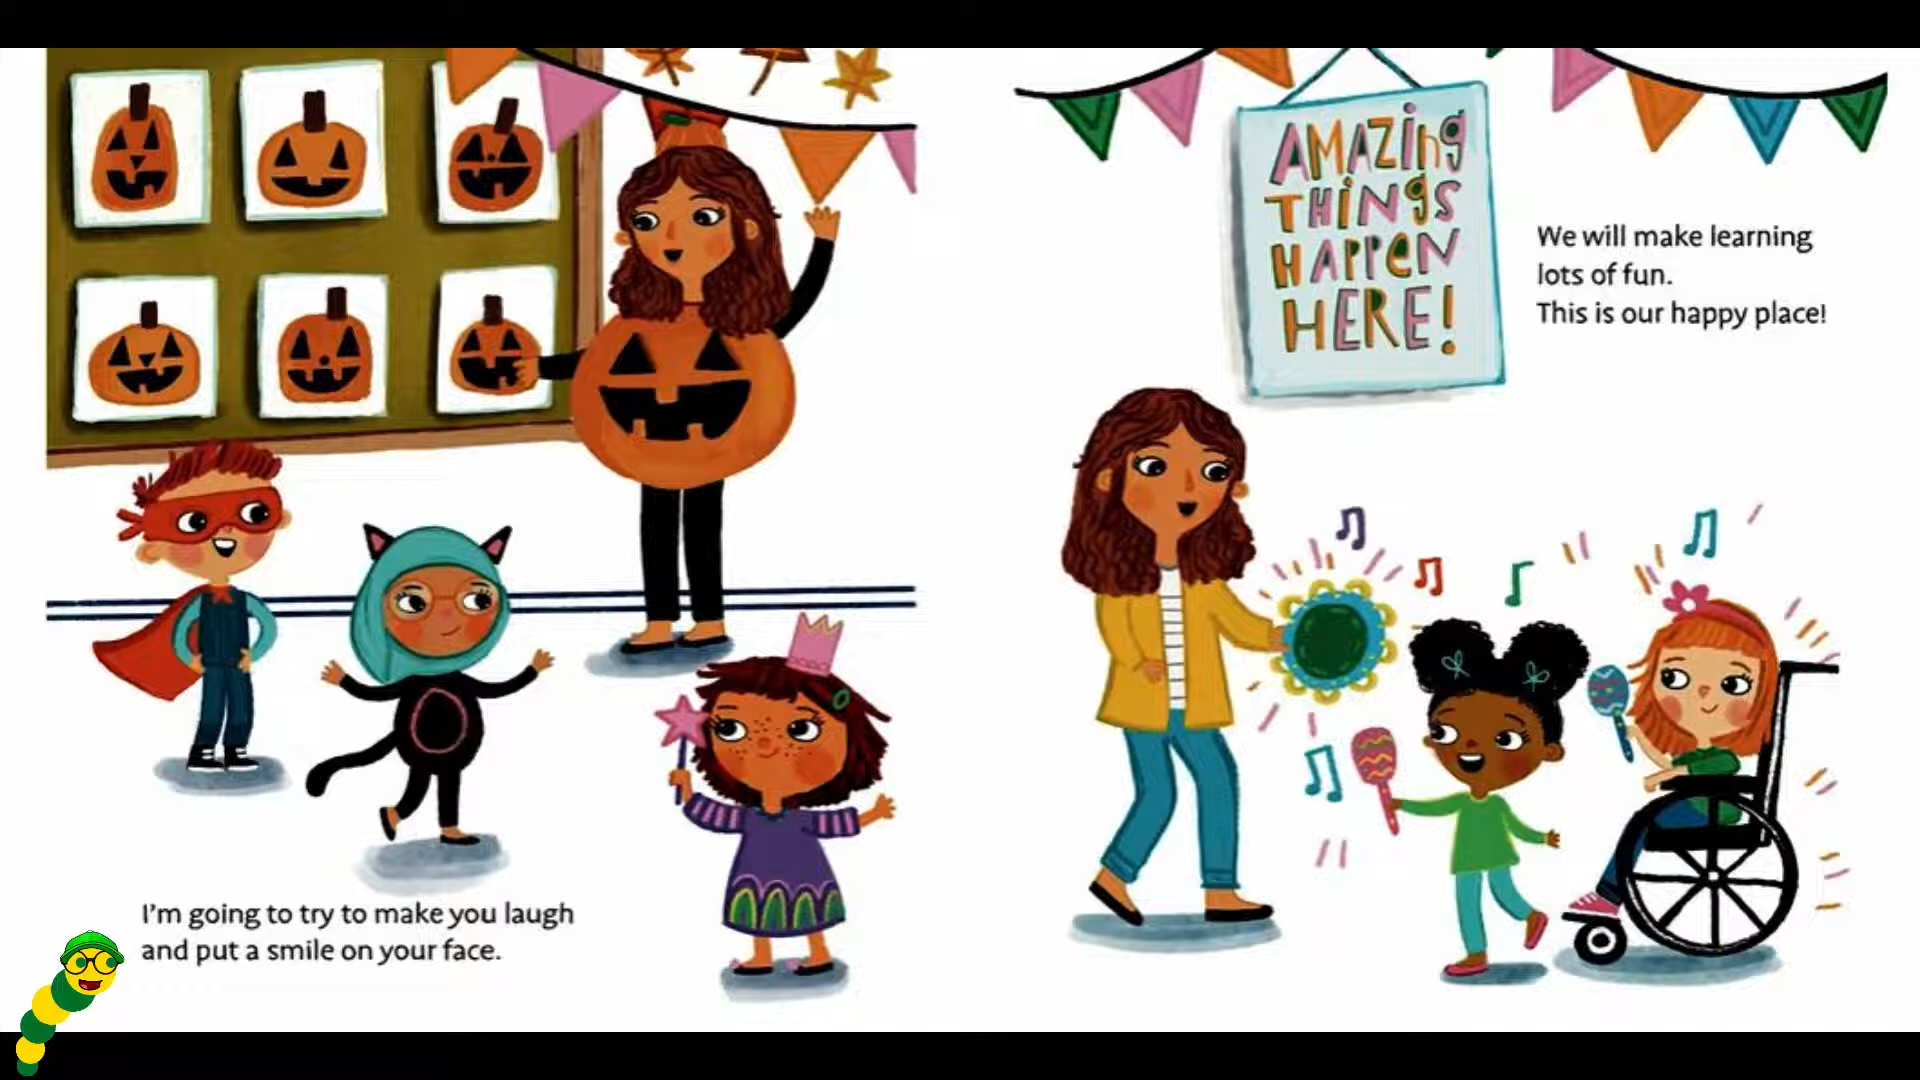 I'm going to try to make you laugh
and put a smile on your face.
AMAZING
THINGS
HAPPEN
HERE!
We will make learning
lots of fun.
This is our happy place!